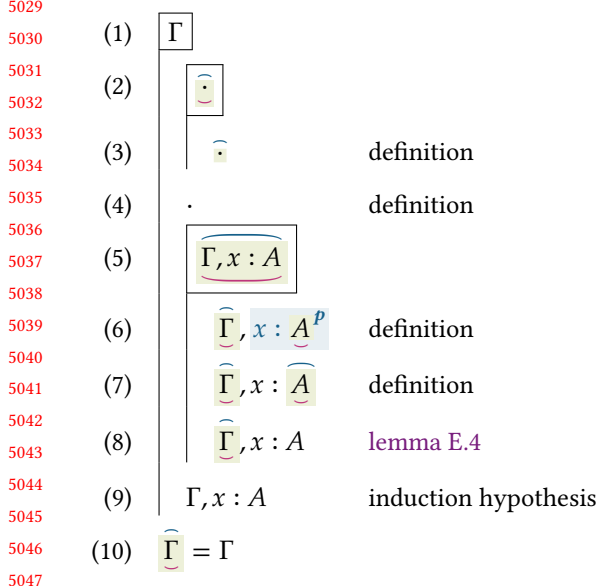 5029
5030 (1) Γ
5031
5032 (2) ·
5033
5034 (3) · definition
5035 (4) · definition
5036
5037 (5) Γ, x : A
5038
5039 (6) Γ, x : A^p definition
5040
5041 (7) Γ, x : A definition
5042
5043 (8) Γ, x : A lemma E.4
5044
5045 (9) Γ, x : A induction hypothesis
5046 (10) Γ = Γ
5047